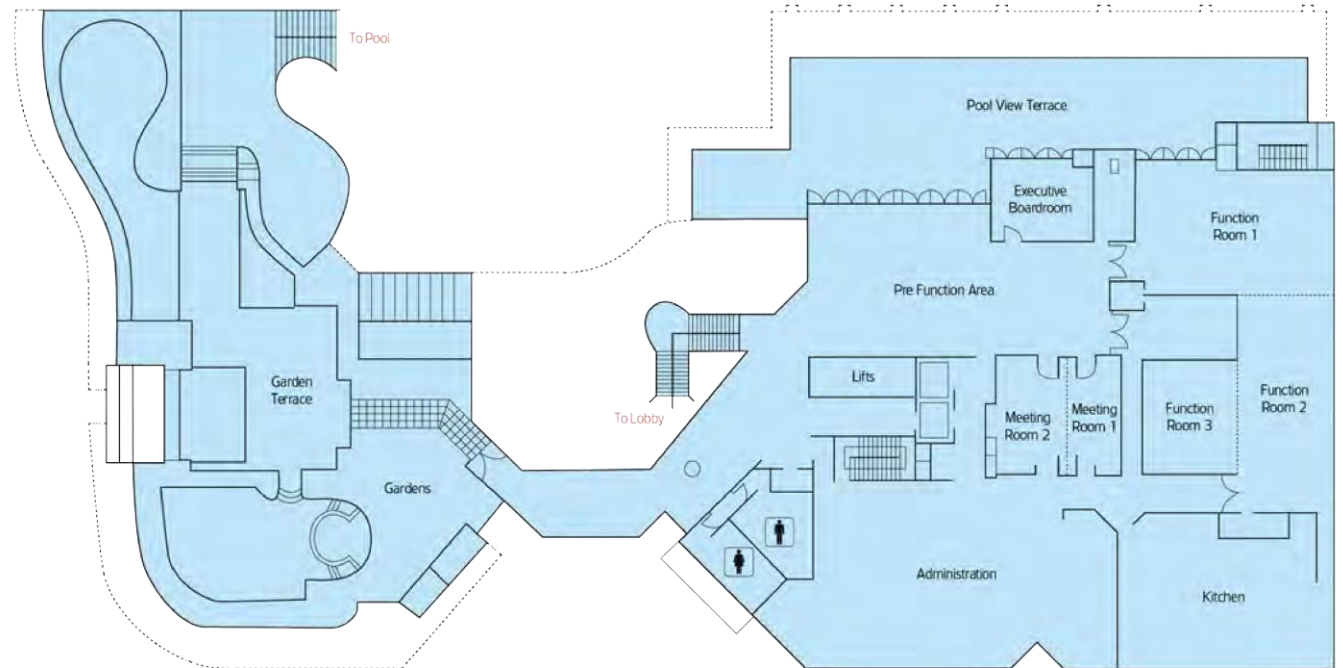 To Pool
Pool View Terrace
Executive
Boardroom
Function
Room 1
Pre Function Area
Garden
Terrace
Lifts
To Lobby
Meeting
Room 2
Meeting
Room 1
Function
Room 3
Function
Room 2
Gardens
Administration
Kitchen